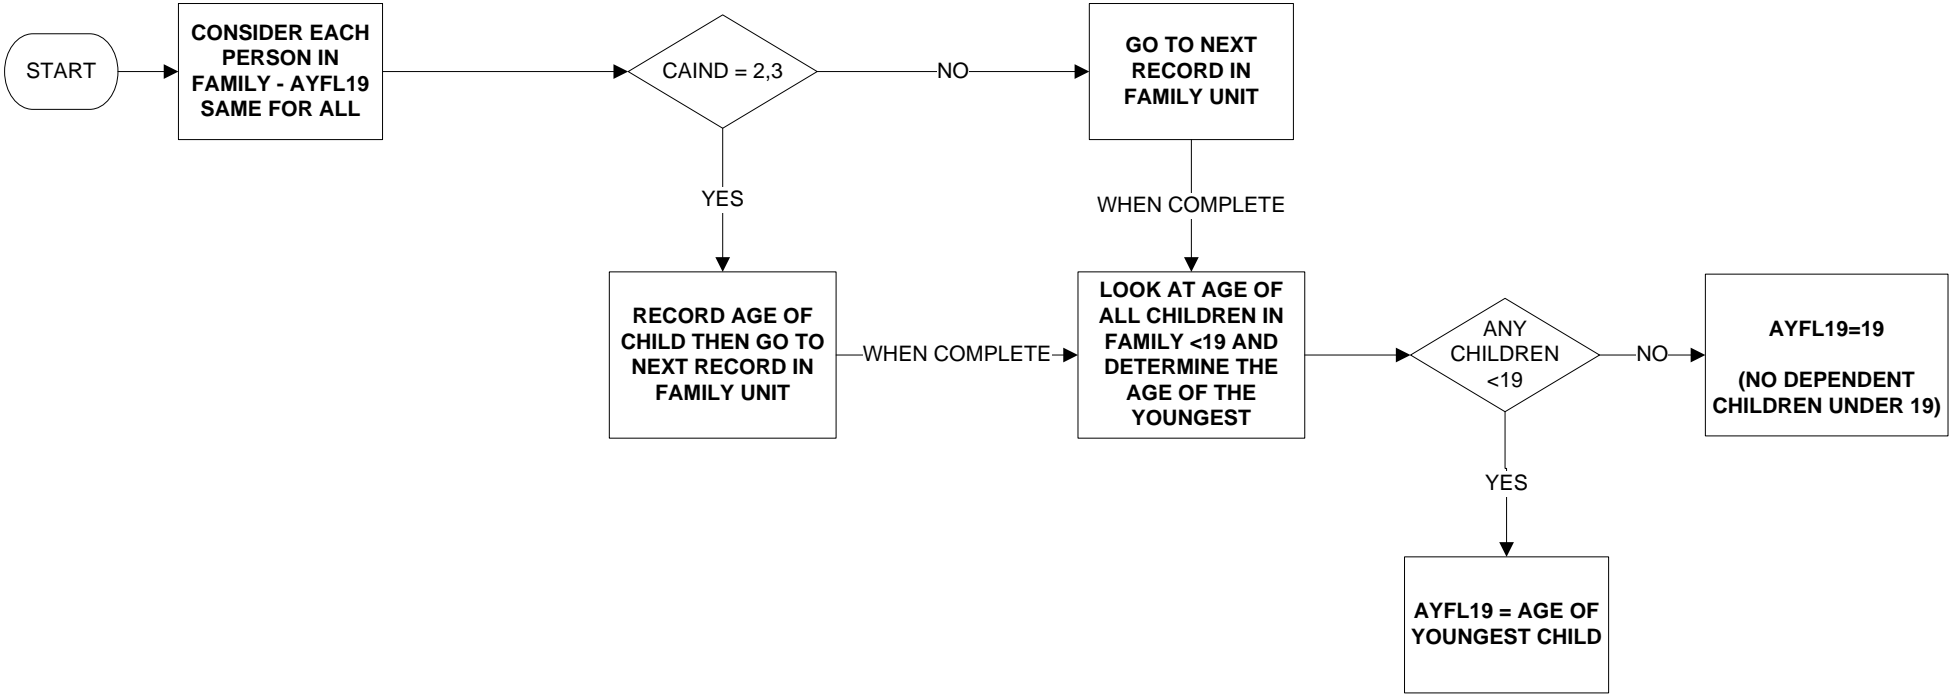 START
CONSIDER EACH
PERSON IN
FAMILY - AYFL19
SAME FOR ALL
CAIND = 2,3
NO
GO TO NEXT
RECORD IN
FAMILY UNIT
YES
WHEN COMPLETE
RECORD AGE OF
CHILD THEN GO TO
NEXT RECORD IN
FAMILY UNIT
WHEN COMPLETE
LOOK AT AGE OF
ALL CHILDREN IN
FAMILY <19 AND
DETERMINE THE
AGE OF THE
YOUNGEST
ANY
CHILDREN
<19
NO
AYFL19=19
(NO DEPENDENT
CHILDREN UNDER 19)
YES
AYFL19 = AGE OF
YOUNGEST CHILD